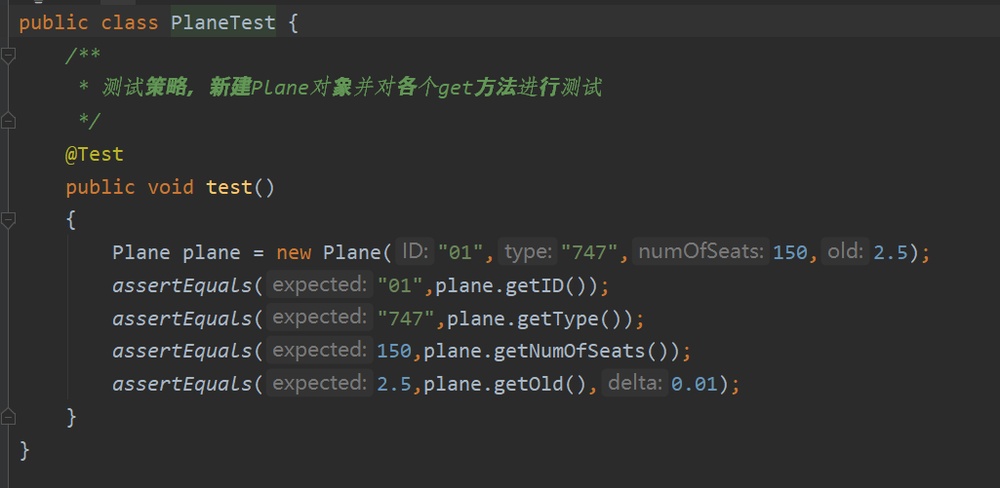 public class PlaneTest {
/**
* 测试策略，新建Plane对象并对各个get方法进行测试
*/
@Test
public void test()
{
Plane plane = new Plane( ID: "01", type: "747", numOfSeats: 150, old: 2.5);
assertEquals( expected: "01",plane.getID());
assertEquals( expected: "747",plane.getType());
assertEquals( expected: 150,plane.getNumOfSeats());
assertEquals( expected: 2.5,plane.getOld(), delta: 0.01);
}
}